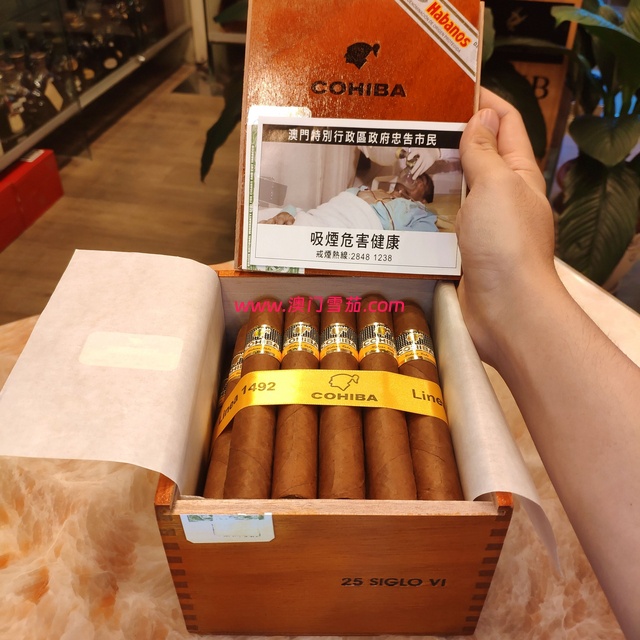 Habanos
COHIBA
澳門特別行政區政府忠告市民
吸煙危害健康
戒煙熱線:2848 1238
www.澳门雪茄.com
Linea 1492
COHIBA
Line
25 SIGLO VI